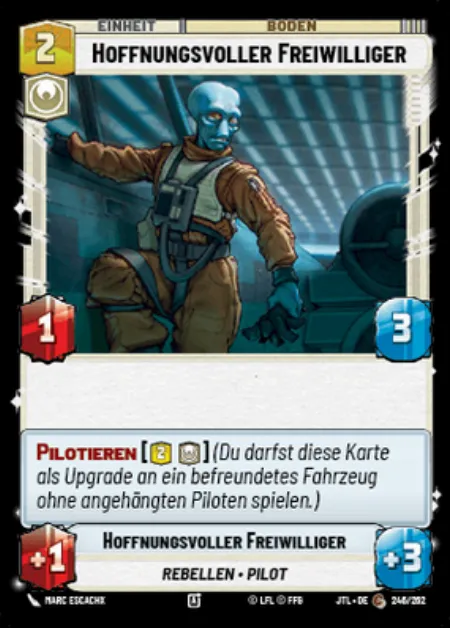 EINHEIT BODEN
2 HOFFNUNGSVOLLER FREIWILLIGER
1 3
PILOTIEREN [2] (Du darfst diese Karte
als Upgrade an ein befreundetes Fahrzeug
ohne angehängten Piloten spielen.)
HOFFNUNGSVOLLER FREIWILLIGER
+1 +3
REBELLEN • PILOT
MARC ESCACHX A © LFL © FFG JTL • DE C 246/262